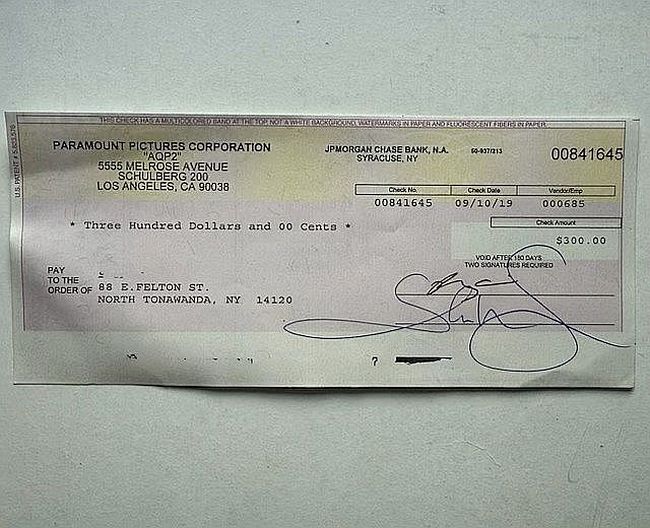 THIS CHECK HAS A MULTICOLORED BAND AT THE TOP, NOT A WHITE BACKGROUND, WATERMARKS IN PAPER AND FLUORESCENT FIBERS IN PAPER.
PARAMOUNT PICTURES CORPORATION
"AQP2"
5555 MELROSE AVENUE
SCHULBERG 200
LOS ANGELES, CA 90038
JPMORGAN CHASE BANK, N.A.
SYRACUSE, NY
00841645
Check No. Check Date Vendor/Emp
00841645 09/10/19 000685
* Three Hundred Dollars and 00 Cents *
Check Amount
$300.00
VOID AFTER 180 DAYS
TWO SIGNATURES REQUIRED
PAY
TO THE
ORDER OF
88 E.FELTON ST.
NORTH TONAWANDA, NY 14120
U.S. PATENT